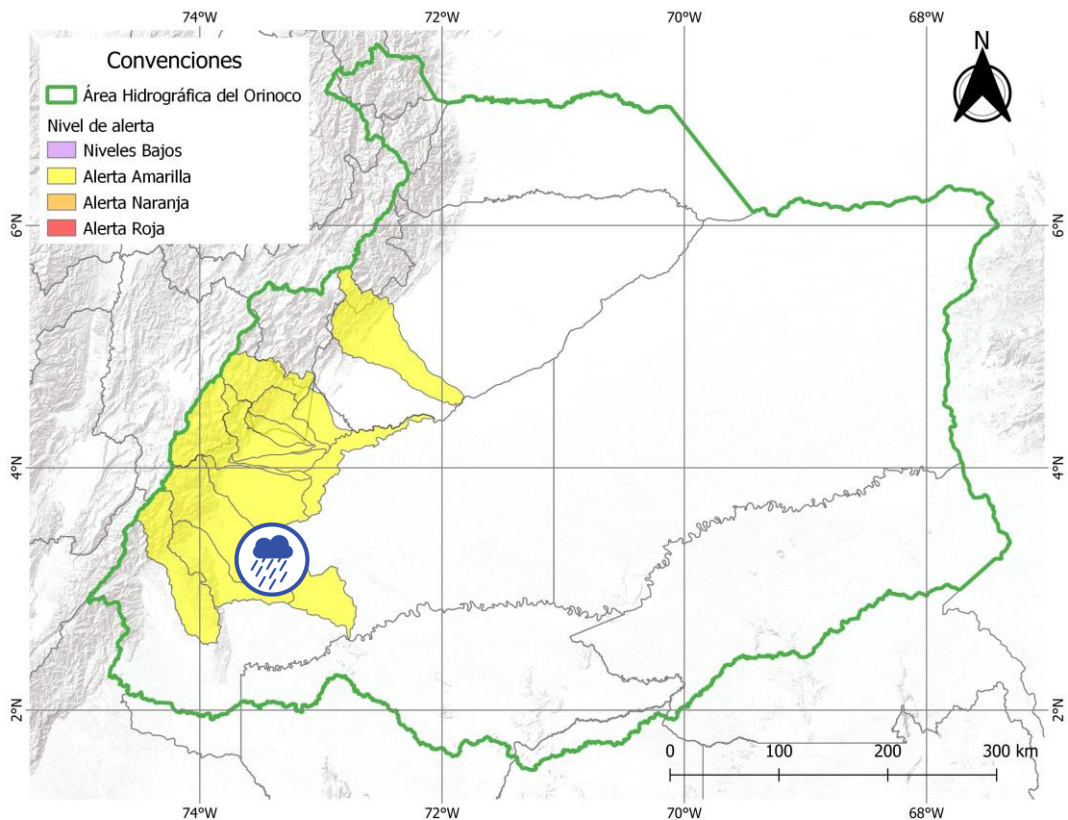 74°W
72°W
70°W
68°W
Convenciones
Área Hidrográfica del Orinoco
Nivel de alerta
Niveles Bajos
Alerta Amarilla
Alerta Naranja
Alerta Roja
N
6°N
6°N
4°N
4°N
2°N
2°N
0 100 200 300 km
74°W
72°W
70°W
68°W